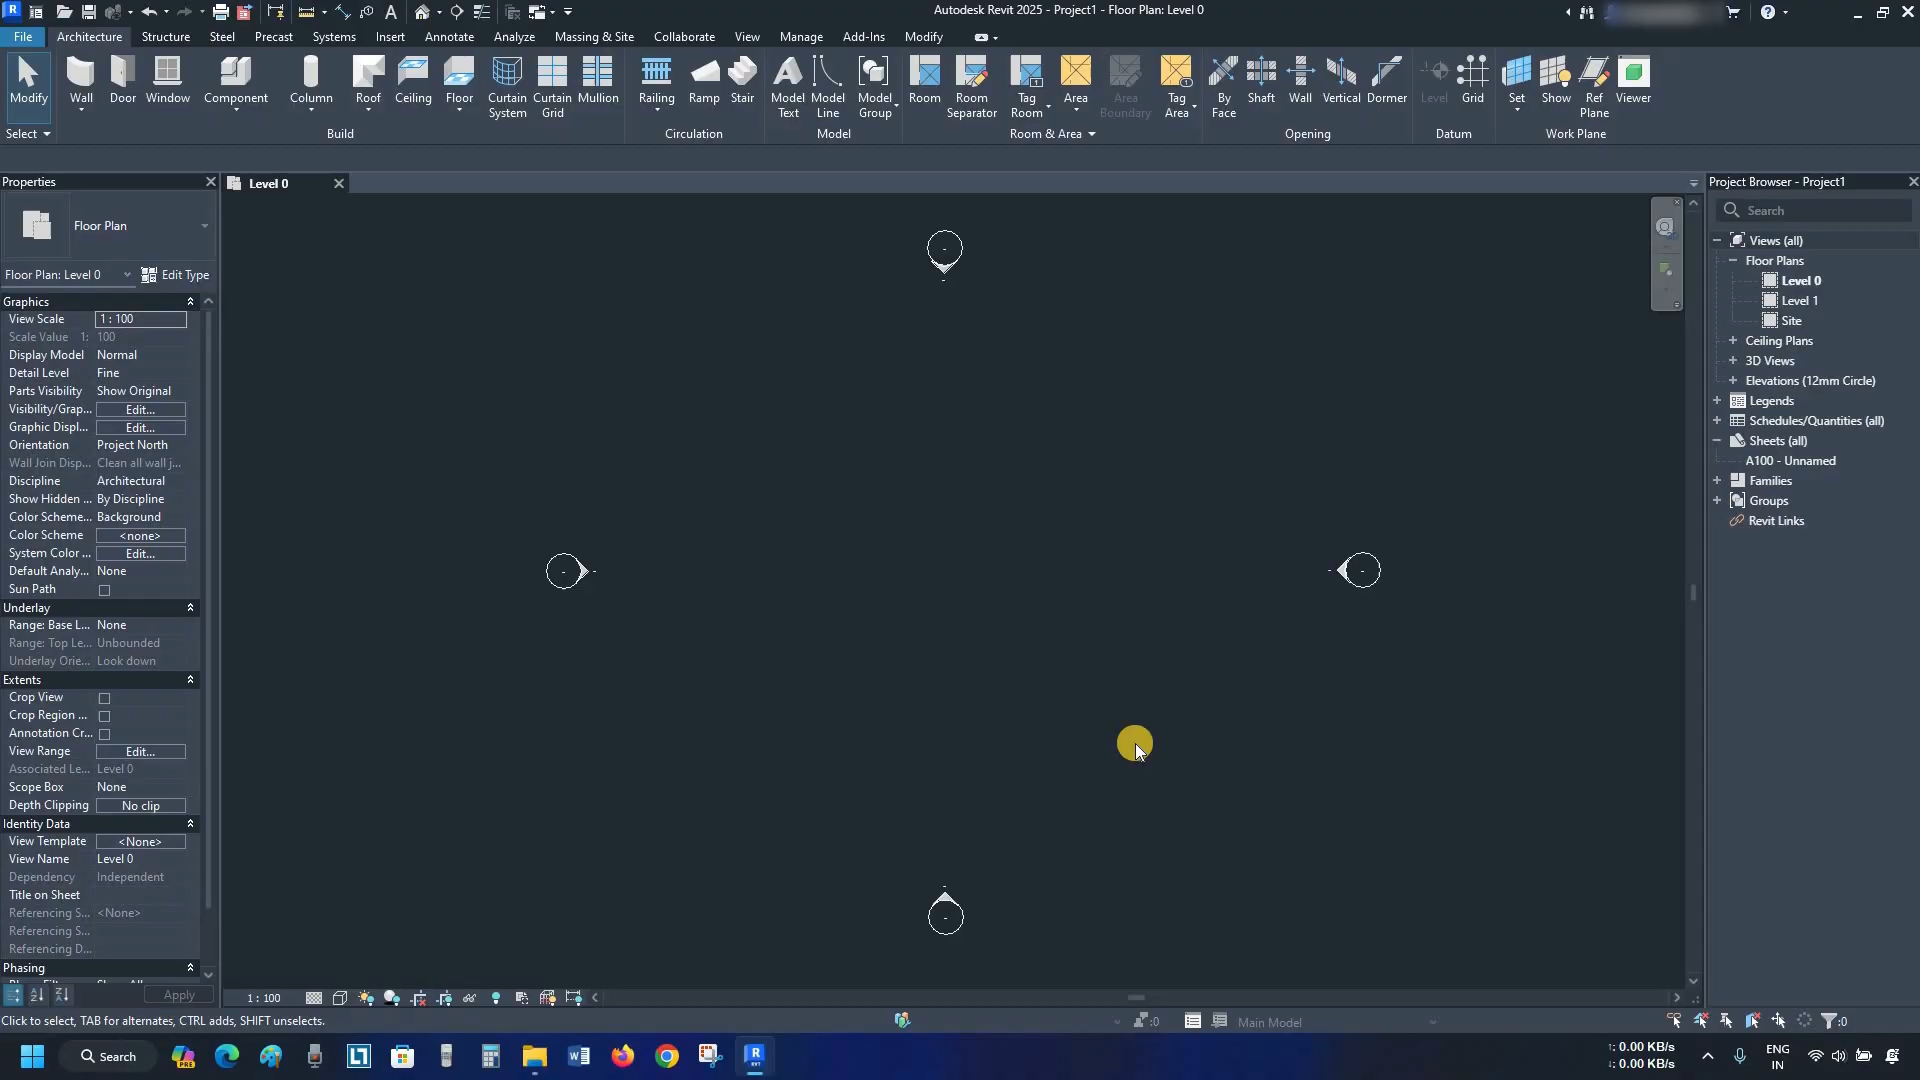 Autodesk Revit 2025 - Project1 - Floor Plan: Level 0
File Architecture Structure Steel Precast Systems Insert Annotate Analyze Massing & Site Collaborate View Manage Add-Ins Modify
Modify
Wall
Door
Window
Component
Column
Roof
Ceiling
Floor
Curtain System
Curtain Grid
Mullion
Railing
Ramp
Stair
Model Text
Model Line
Model Group
Room
Room Separator
Tag Room
Area
Area Boundary
Tag Area
By Face
Shaft
Wall
Vertical
Dormer
Level
Grid
Set
Show
Ref Plane
Viewer
Select
Build
Circulation
Model
Room & Area
Opening
Datum
Work Plane
Properties
Floor Plan
Floor Plan: Level 0
Edit Type
Graphics
View Scale 1 : 100
Scale Value 1: 100
Display Model Normal
Detail Level Fine
Parts Visibility Show Original
Visibility/Grap... Edit...
Graphic Displ... Edit...
Orientation Project North
Wall Join Disp... Clean all wall j...
Discipline Architectural
Show Hidden ... By Discipline
Color Scheme... Background
Color Scheme <none>
System Color ... Edit...
Default Analy... None
Sun Path
Underlay
Range: Base L... None
Range: Top Le... Unbounded
Underlay Orie... Look down
Extents
Crop View
Crop Region ...
Annotation Cr...
View Range Edit...
Associated Le... Level 0
Scope Box None
Depth Clipping No clip
Identity Data
View Template <None>
View Name Level 0
Dependency Independent
Title on Sheet
Referencing S... <None>
Referencing S...
Referencing D...
Phasing
Apply
Level 0
1 : 100
Project Browser - Project1
Search
Views (all)
Floor Plans
Level 0
Level 1
Site
Ceiling Plans
3D Views
Elevations (12mm Circle)
Legends
Schedules/Quantities (all)
Sheets (all)
A100 - Unnamed
Families
Groups
Revit Links
Click to select, TAB for alternates, CTRL adds, SHIFT unselects.
:0
Main Model
:0
Search
↑: 0.00 KB/s
↓: 0.00 KB/s
ENG
IN